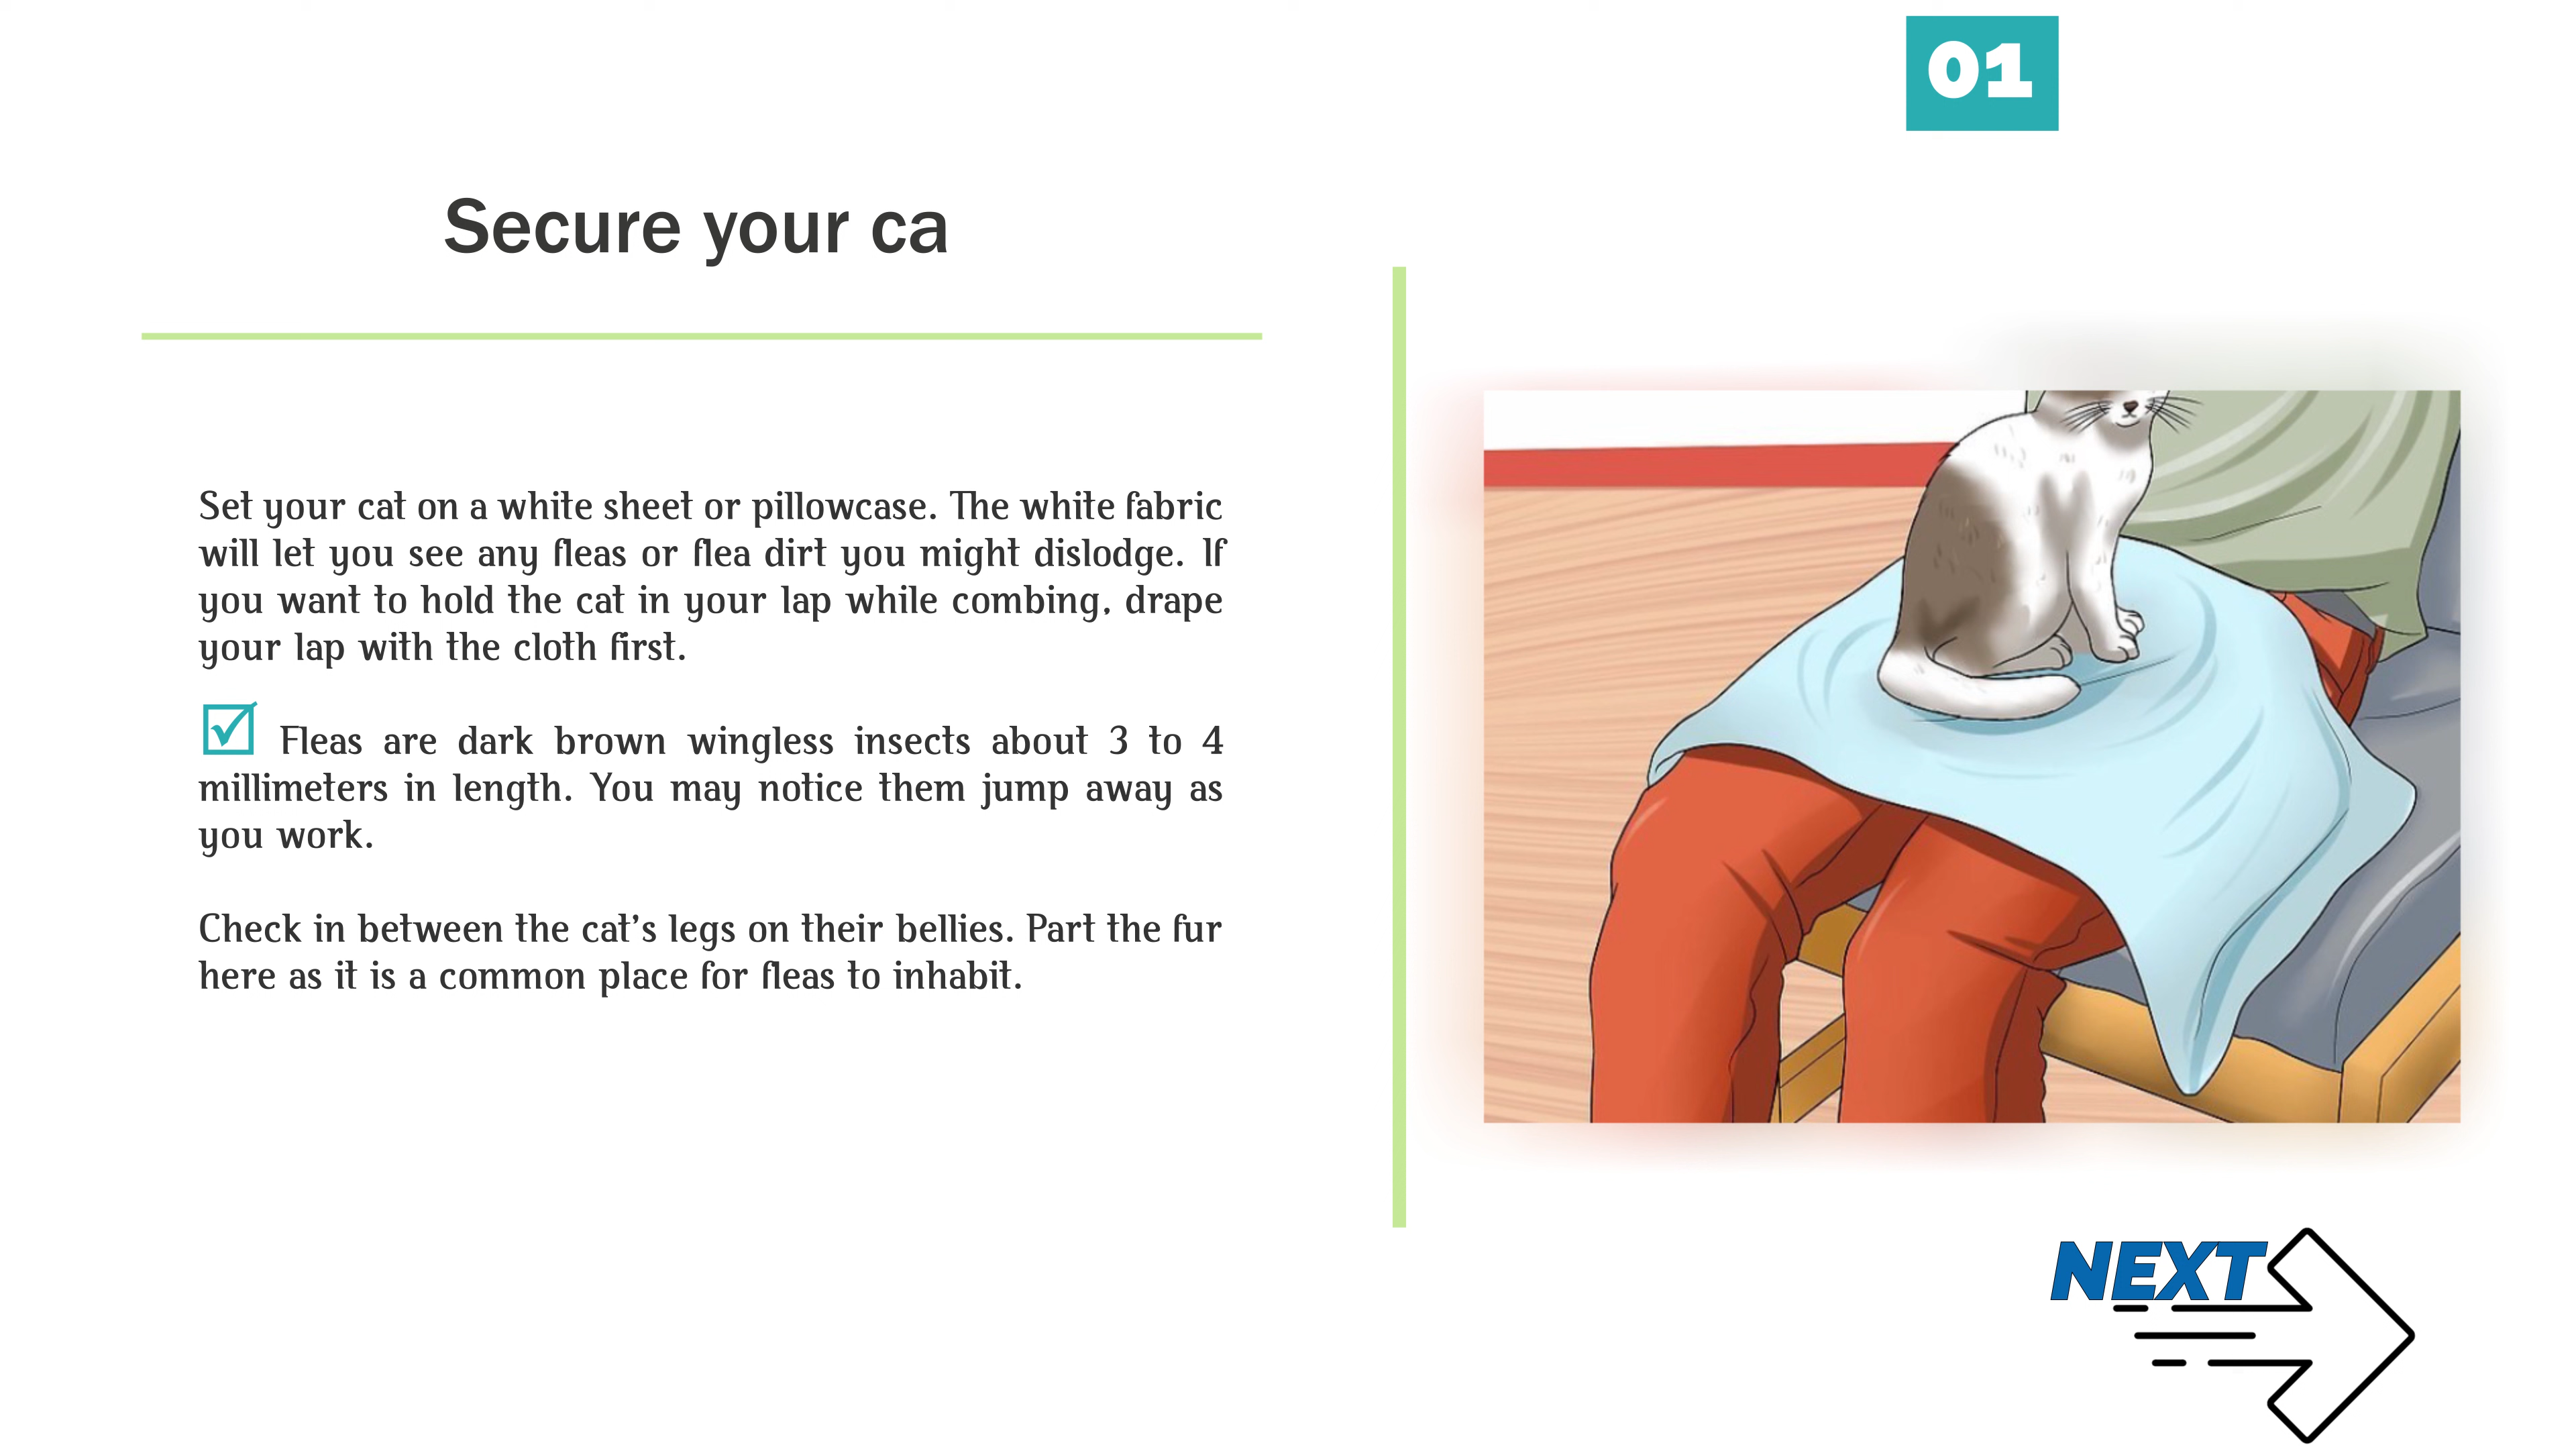 01
Secure your ca
Set your cat on a white sheet or pillowcase. The white fabric
will let you see any fleas or flea dirt you might dislodge. If
you want to hold the cat in your lap while combing, drape
your lap with the cloth first.
Fleas are dark brown wingless insects about 3 to 4
millimeters in length. You may notice them jump away as
you work.
Check in between the cat’s legs on their bellies. Part the fur
here as it is a common place for fleas to inhabit.
NEXT